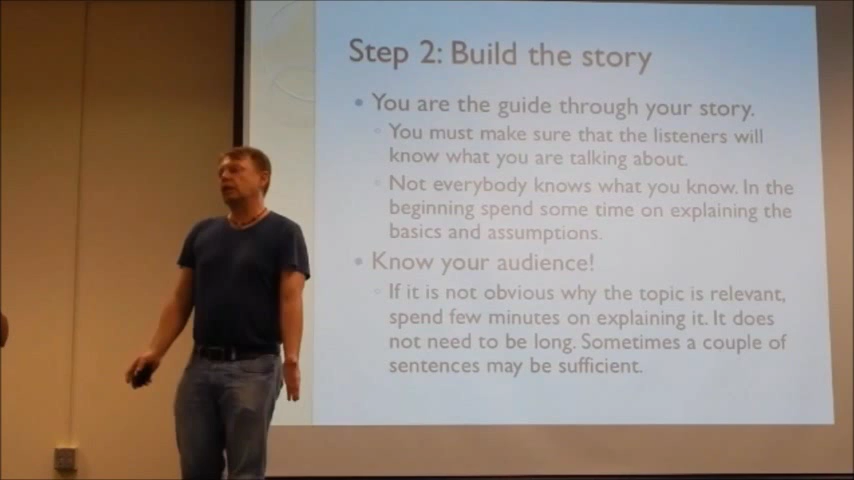 Step 2: Build the story
• You are the guide through your story.
◦ You must make sure that the listeners will
know what you are talking about.
◦ Not everybody knows what you know. In the
beginning spend some time on explaining the
basics and assumptions.
• Know your audience!
◦ If it is not obvious why the topic is relevant,
spend few minutes on explaining it. It does
not need to be long. Sometimes a couple of
sentences may be sufficient.